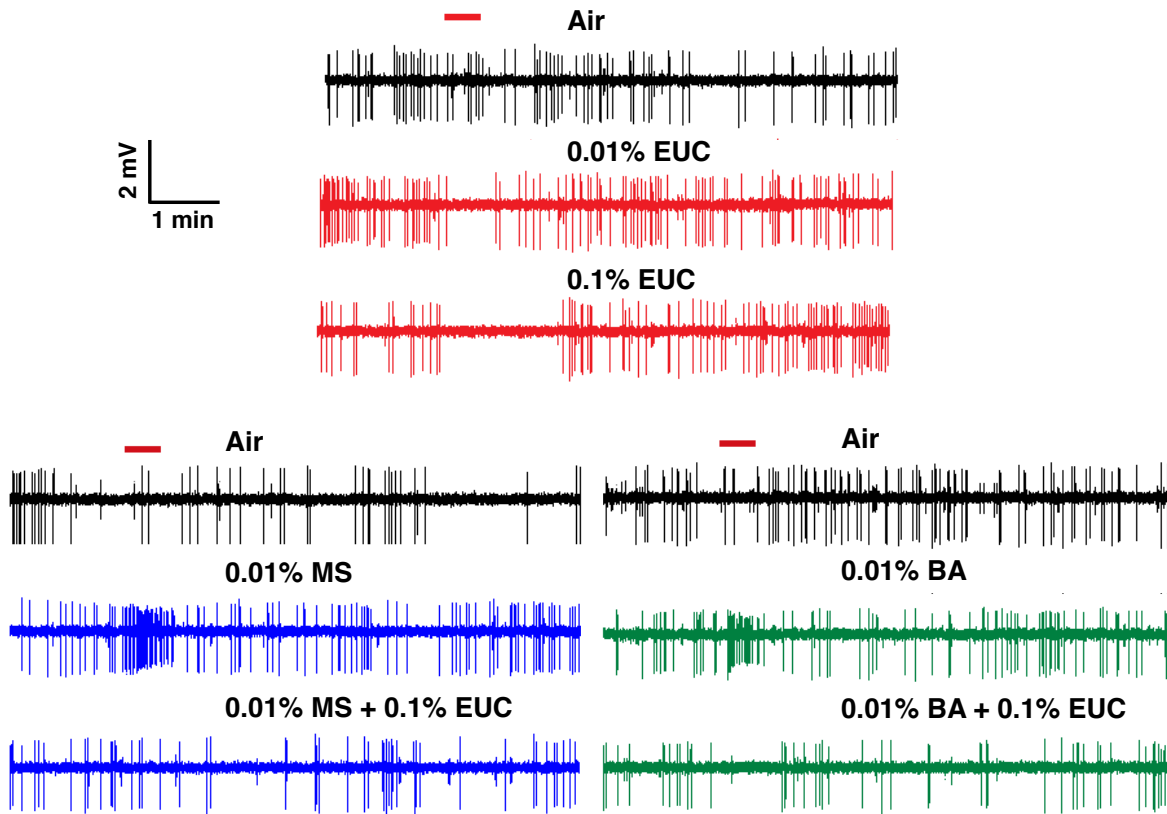 Air
0.01% EUC
2 mV
1 min
0.1% EUC
Air
Air
0.01% MS
0.01% BA
0.01% MS + 0.1% EUC
0.01% BA + 0.1% EUC